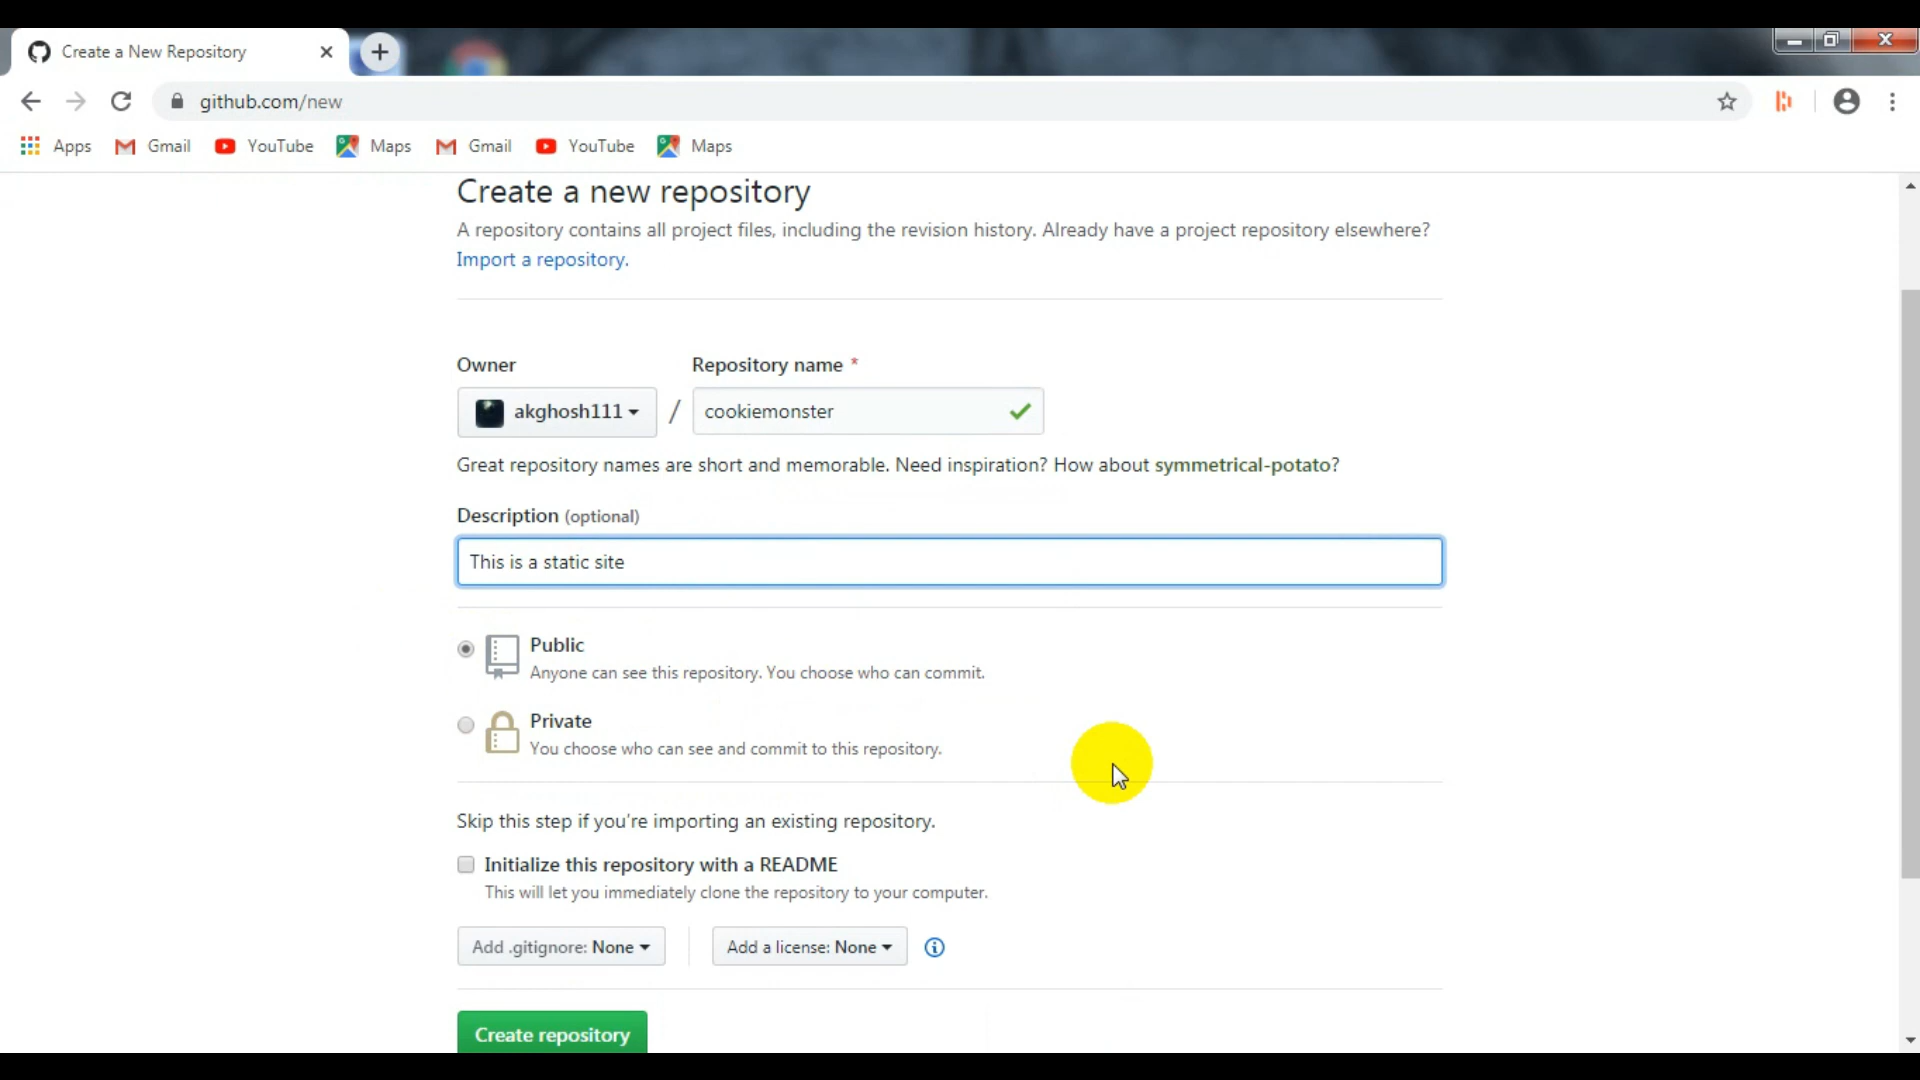 Create a New Repository
github.com/new
Apps Gmail YouTube Maps Gmail YouTube Maps
Create a new repository
A repository contains all project files, including the revision history. Already have a project repository elsewhere?
Import a repository.
Owner Repository name *
akghosh111 / cookiemonster
Great repository names are short and memorable. Need inspiration? How about symmetrical-potato?
Description (optional)
This is a static site
Public
Anyone can see this repository. You choose who can commit.
Private
You choose who can see and commit to this repository.
Skip this step if you're importing an existing repository.
Initialize this repository with a README
This will let you immediately clone the repository to your computer.
Add .gitignore: None Add a license: None
Create repository